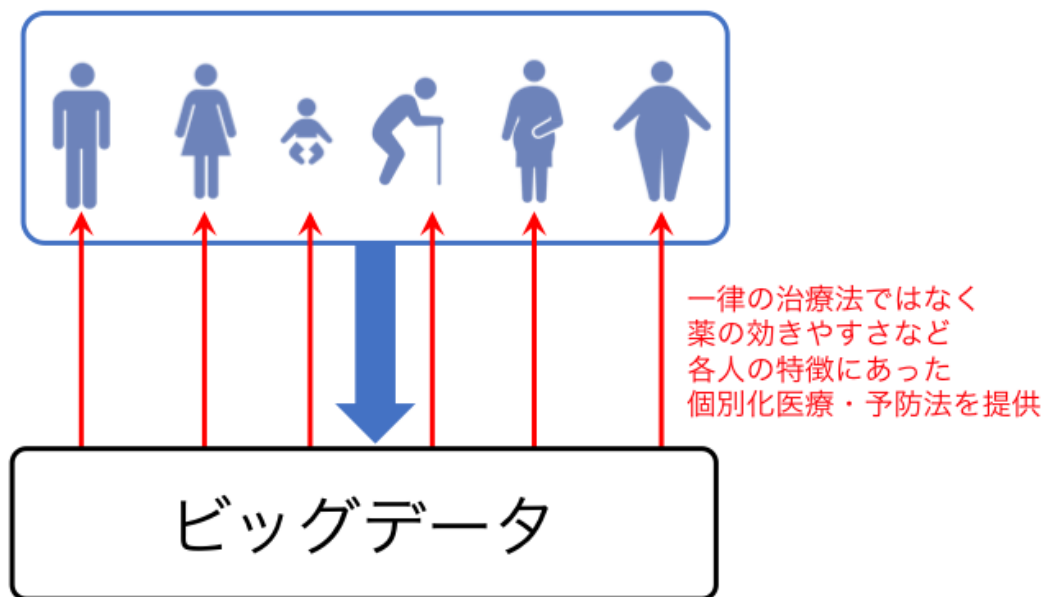 一律の治療法ではなく
薬の効きやすさなど
各人の特徴にあった
個別化医療・予防法を提供
ビッグデータ